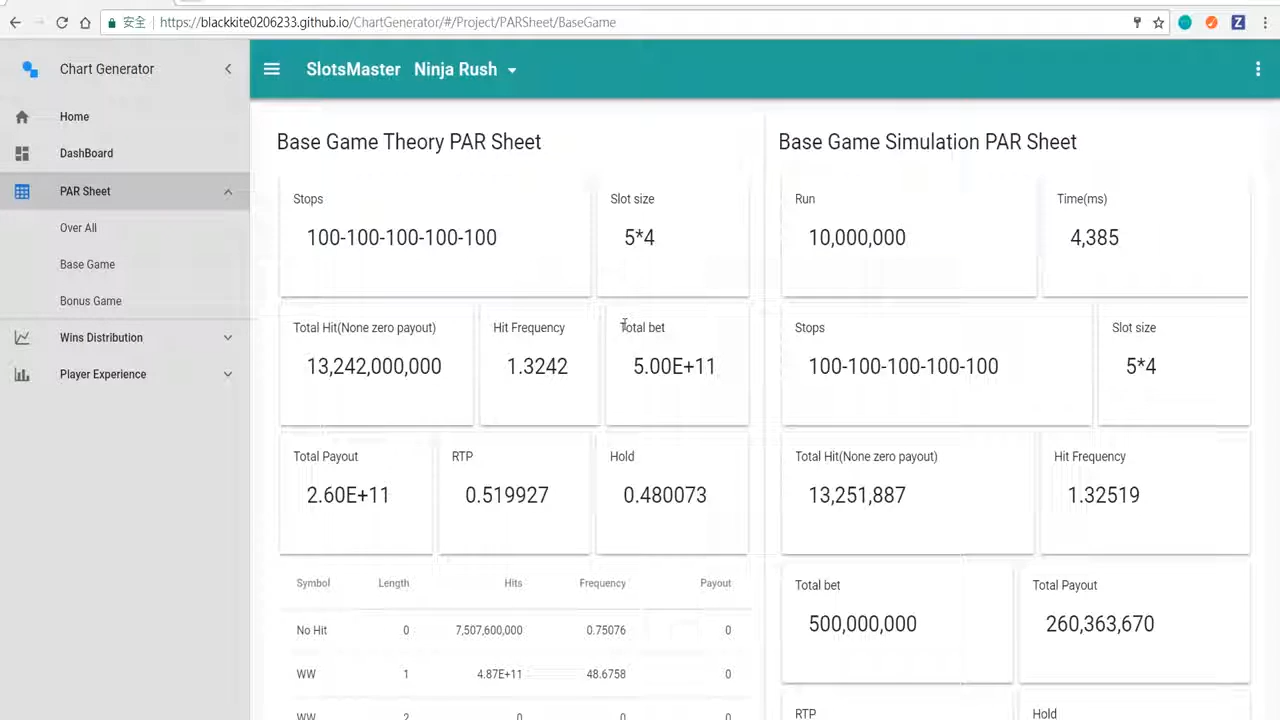 安全 https://blackkite0206233.github.io/ChartGenerator/#/Project/PARSheet/BaseGame
Chart Generator
Home
DashBoard
PAR Sheet
Over All
Base Game
Bonus Game
Wins Distribution
Player Experience
SlotsMaster Ninja Rush
Base Game Theory PAR Sheet
Stops Slot size
100-100-100-100-100 5*4
Total Hit(None zero payout) Hit Frequency Total bet
13,242,000,000 1.3242 5.00E+11
Total Payout RTP Hold
2.60E+11 0.519927 0.480073
Symbol Length Hits Frequency Payout
No Hit 0 7,507,600,000 0.75076 0
WW 1 4.87E+11 48.6758 0
WW 2 0 0 0
Base Game Simulation PAR Sheet
Run Time(ms)
10,000,000 4,385
Stops Slot size
100-100-100-100-100 5*4
Total Hit(None zero payout) Hit Frequency
13,251,887 1.32519
Total bet Total Payout
500,000,000 260,363,670
RTP Hold